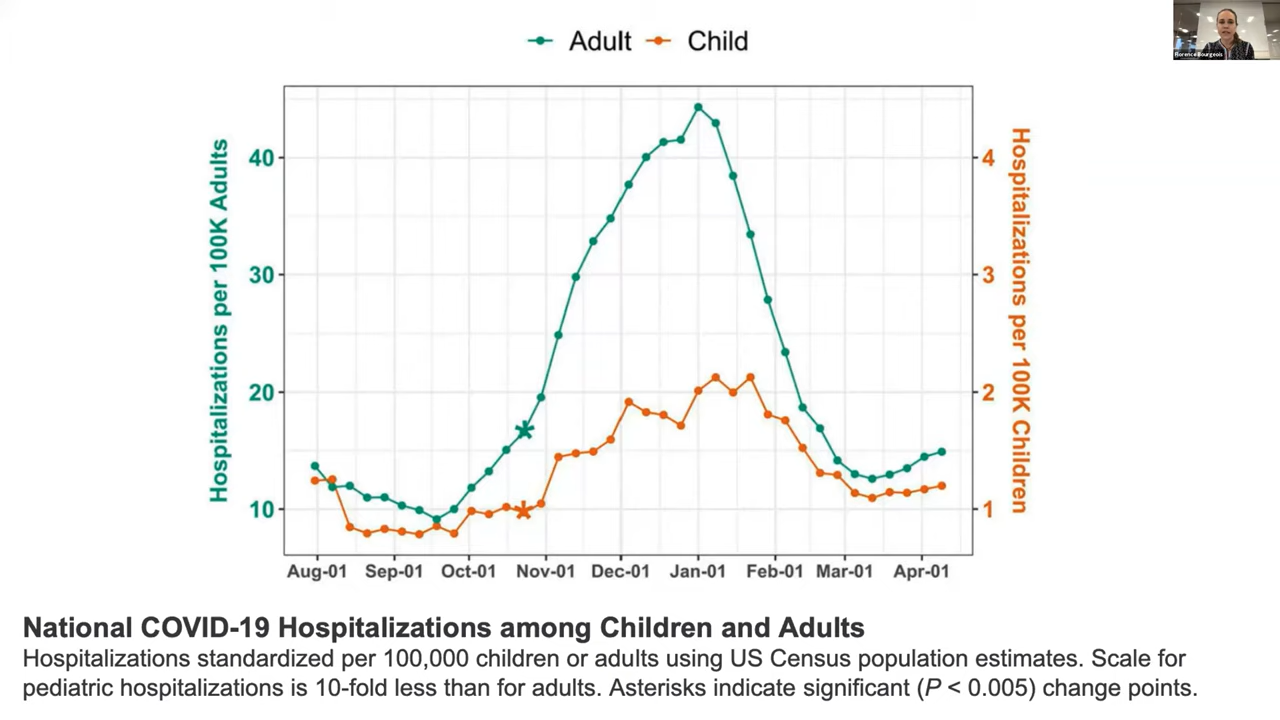 Adult Child
Florence Bourgeois
Hospitalizations per 100K Adults
40
30
20
10
4
3
2
1
Hospitalizations per 100K Children
Aug-01 Sep-01 Oct-01 Nov-01 Dec-01 Jan-01 Feb-01 Mar-01 Apr-01
National COVID-19 Hospitalizations among Children and Adults
Hospitalizations standardized per 100,000 children or adults using US Census population estimates. Scale for
pediatric hospitalizations is 10-fold less than for adults. Asterisks indicate significant (P < 0.005) change points.